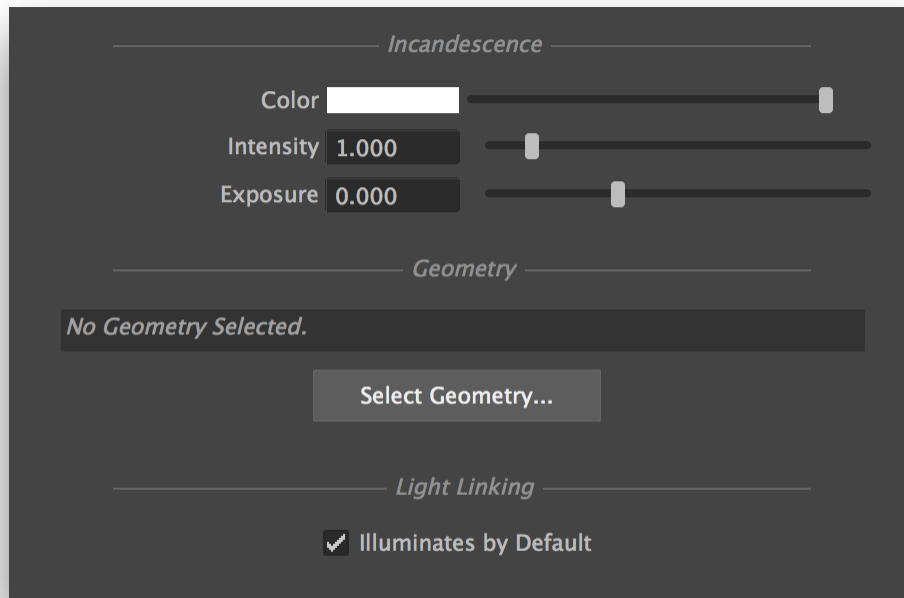 Incandescence
Color
Intensity 1.000
Exposure 0.000
Geometry
No Geometry Selected.
Select Geometry...
Light Linking
Illuminates by Default